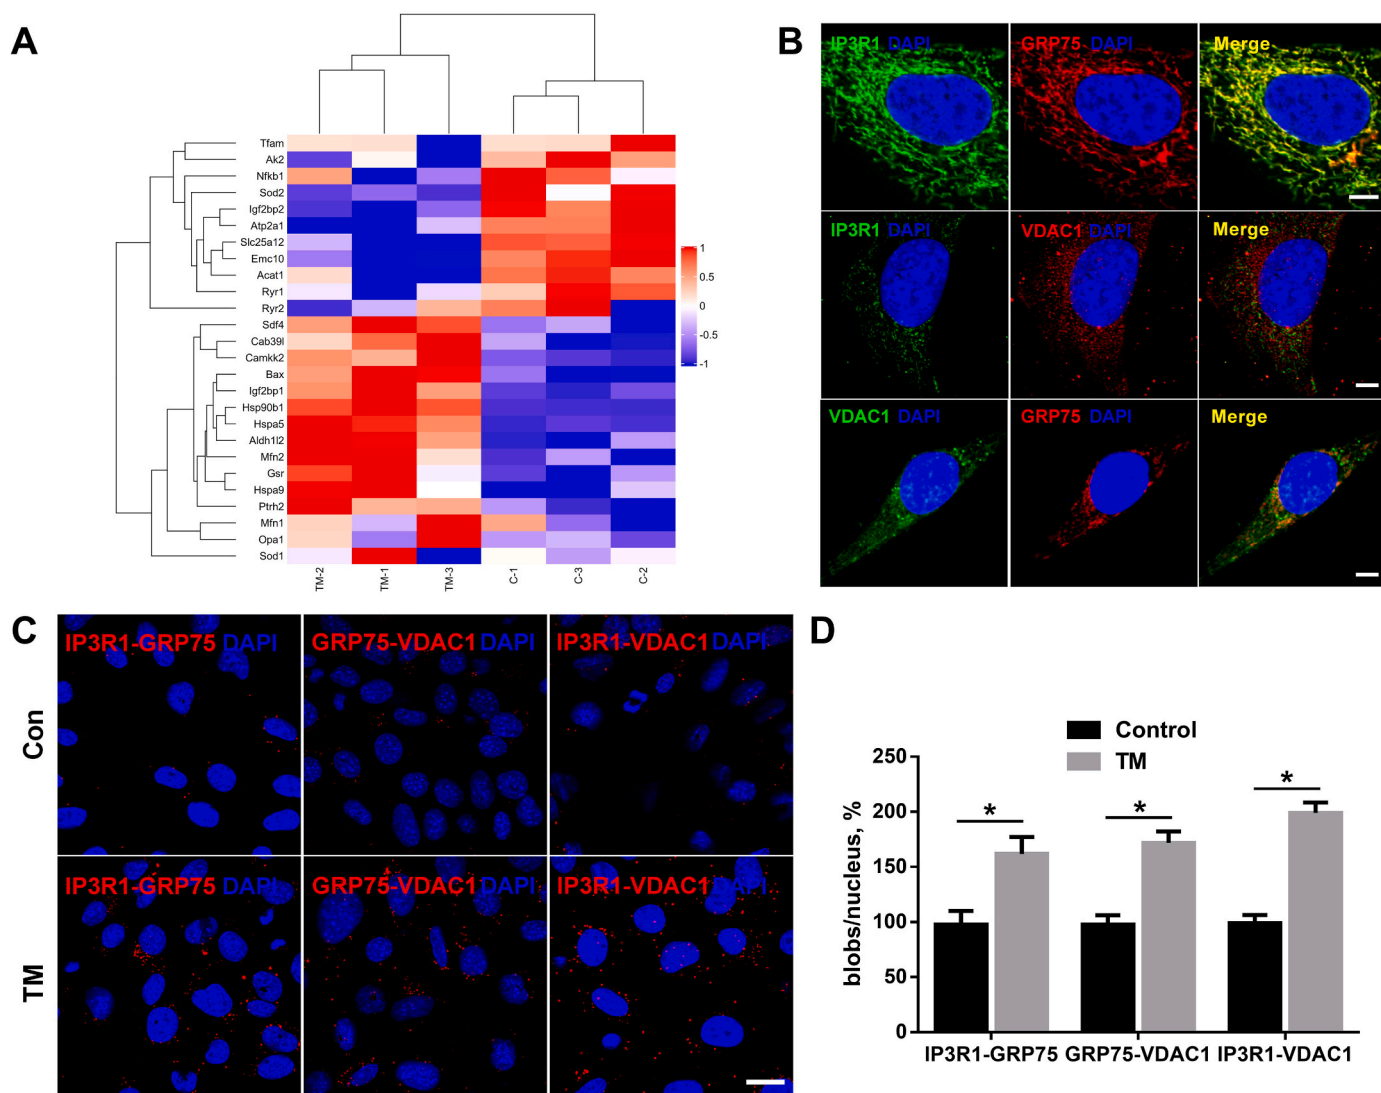 A
Tfam
Ak2
Nfkb1
Sod2
Igf2bp2
Atp2a1
Slc25a12
Emc10
Acat1
Ryr1
Ryr2
Sdf4
Cab39l
Camkk2
Bax
Igf2bp1
Hsp90b1
Hspa5
Aldh1l2
Mfn2
Gsr
Hspa9
Ptrh2
Mfn1
Opa1
Sod1
TM-2 TM-1 TM-3 C-1 C-3 C-2
1
0.5
0
-0.5
-1
B
IP3R1 DAPI GRP75 DAPI Merge
IP3R1 DAPI VDAC1 DAPI Merge
VDAC1 DAPI GRP75 DAPI Merge
C
Con
IP3R1-GRP75 DAPI GRP75-VDAC1 DAPI IP3R1-VDAC1 DAPI
TM
IP3R1-GRP75 DAPI GRP75-VDAC1 DAPI IP3R1-VDAC1 DAPI
D
Control
TM
blobs/nucleus, %
250
200
150
100
50
0
* * *
IP3R1-GRP75 GRP75-VDAC1 IP3R1-VDAC1